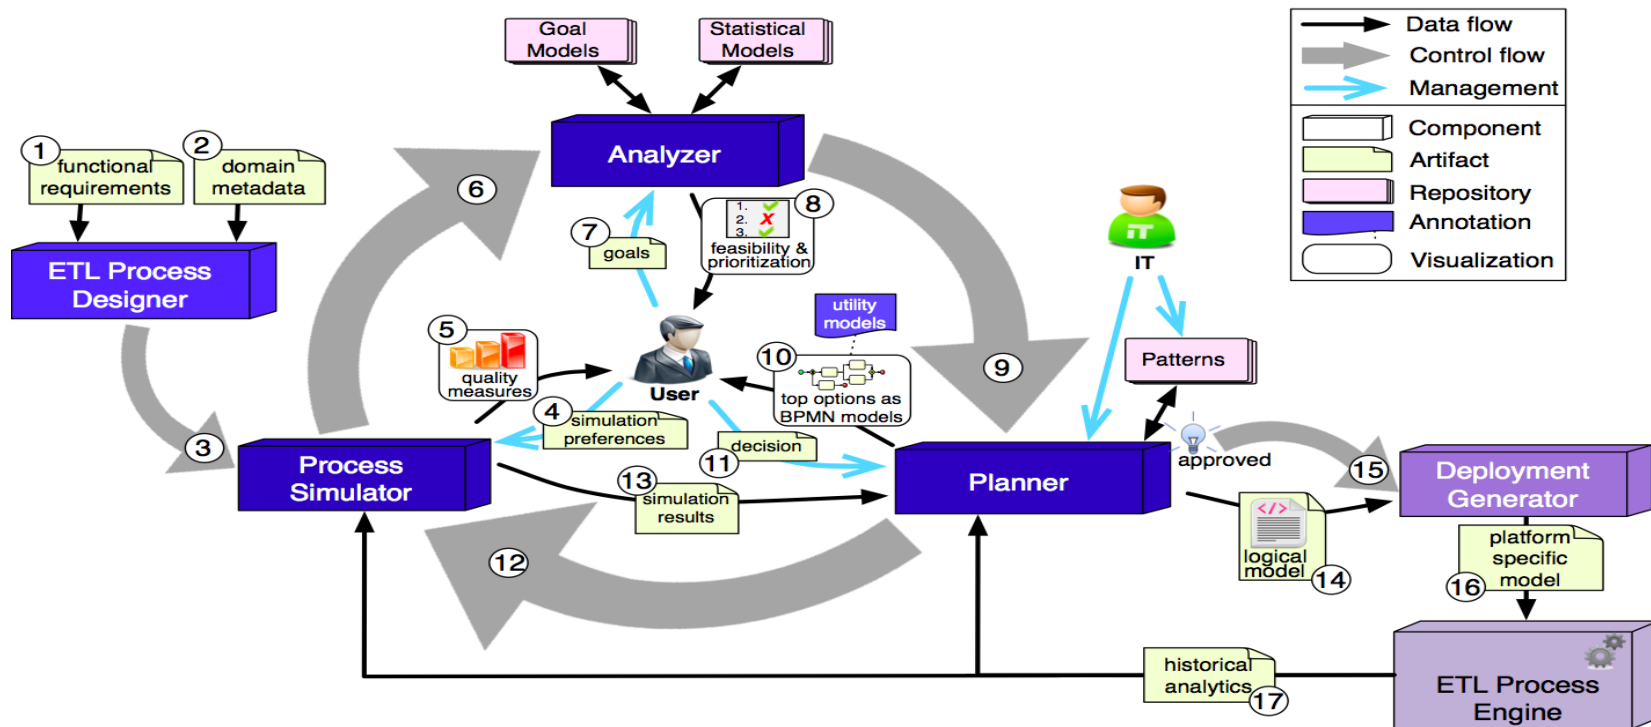 Goal
Models
Statistical
Models
Data flow
Control flow
Management
Component
Artifact
Repository
Annotation
Visualization
1
functional
requirements
2
domain
metadata
ETL Process
Designer
3
Analyzer
6
7
goals
1.
2. X
3.
8
feasibility &
prioritization
IT
IT
utility
models
5
quality
measures
User
10
top options as
BPMN models
9
Patterns
4
simulation
preferences
decision
11
Process
Simulator
13
simulation
results
Planner
approved
15
Deployment
Generator
</>
logical
model
14
platform
specific
model
16
12
historical
analytics
17
ETL Process
Engine